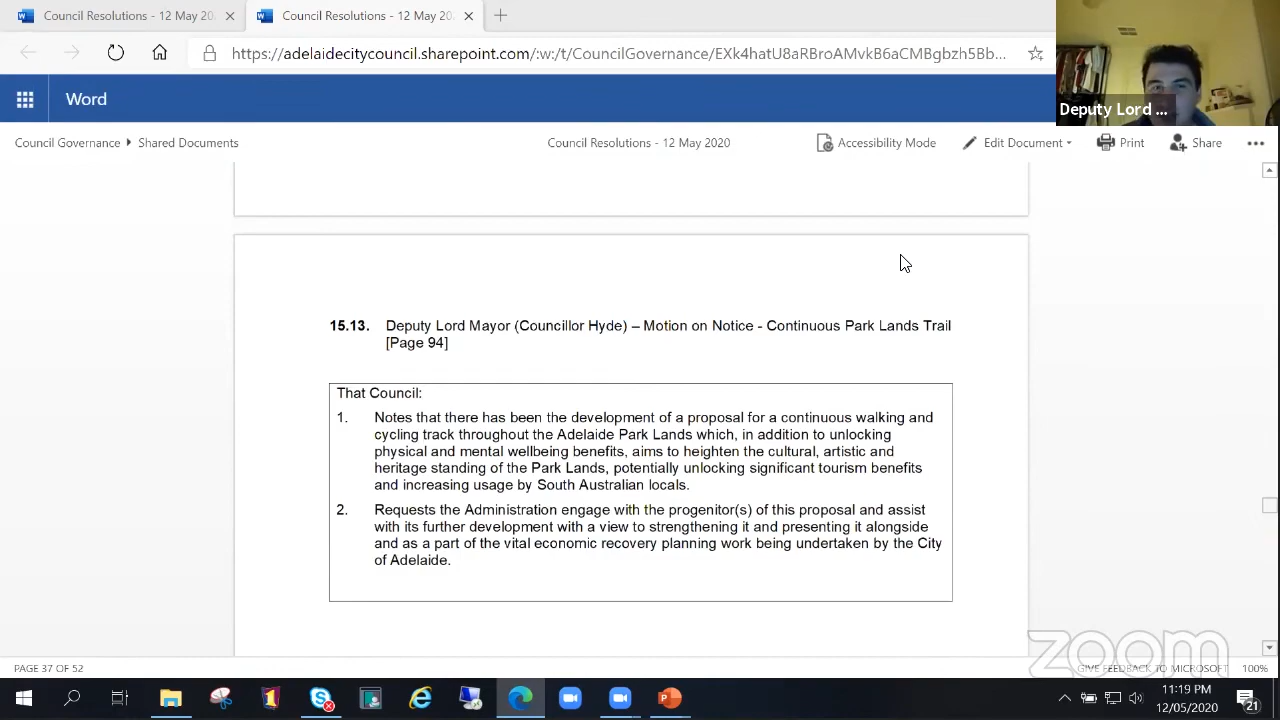 Council Resolutions - 12 May 202
Council Resolutions - 12 May 202
https://adelaidecitycouncil.sharepoint.com/:w:/t/CouncilGovernance/EXk4hatU8aRBroAMvkB6aCMBgbzh5Bb...
Word
Deputy Lord ...
Council Governance
Shared Documents
Council Resolutions - 12 May 2020
Accessibility Mode
Edit Document
Print
Share
15.13. Deputy Lord Mayor (Councillor Hyde) – Motion on Notice - Continuous Park Lands Trail
[Page 94]
That Council:
1. Notes that there has been the development of a proposal for a continuous walking and
cycling track throughout the Adelaide Park Lands which, in addition to unlocking
physical and mental wellbeing benefits, aims to heighten the cultural, artistic and
heritage standing of the Park Lands, potentially unlocking significant tourism benefits
and increasing usage by South Australian locals.
2. Requests the Administration engage with the progenitor(s) of this proposal and assist
with its further development with a view to strengthening it and presenting it alongside
and as a part of the vital economic recovery planning work being undertaken by the City
of Adelaide.
zoom
PAGE 37 OF 52
GIVE FEEDBACK TO MICROSOFT
100%
11:19 PM
12/05/2020
21